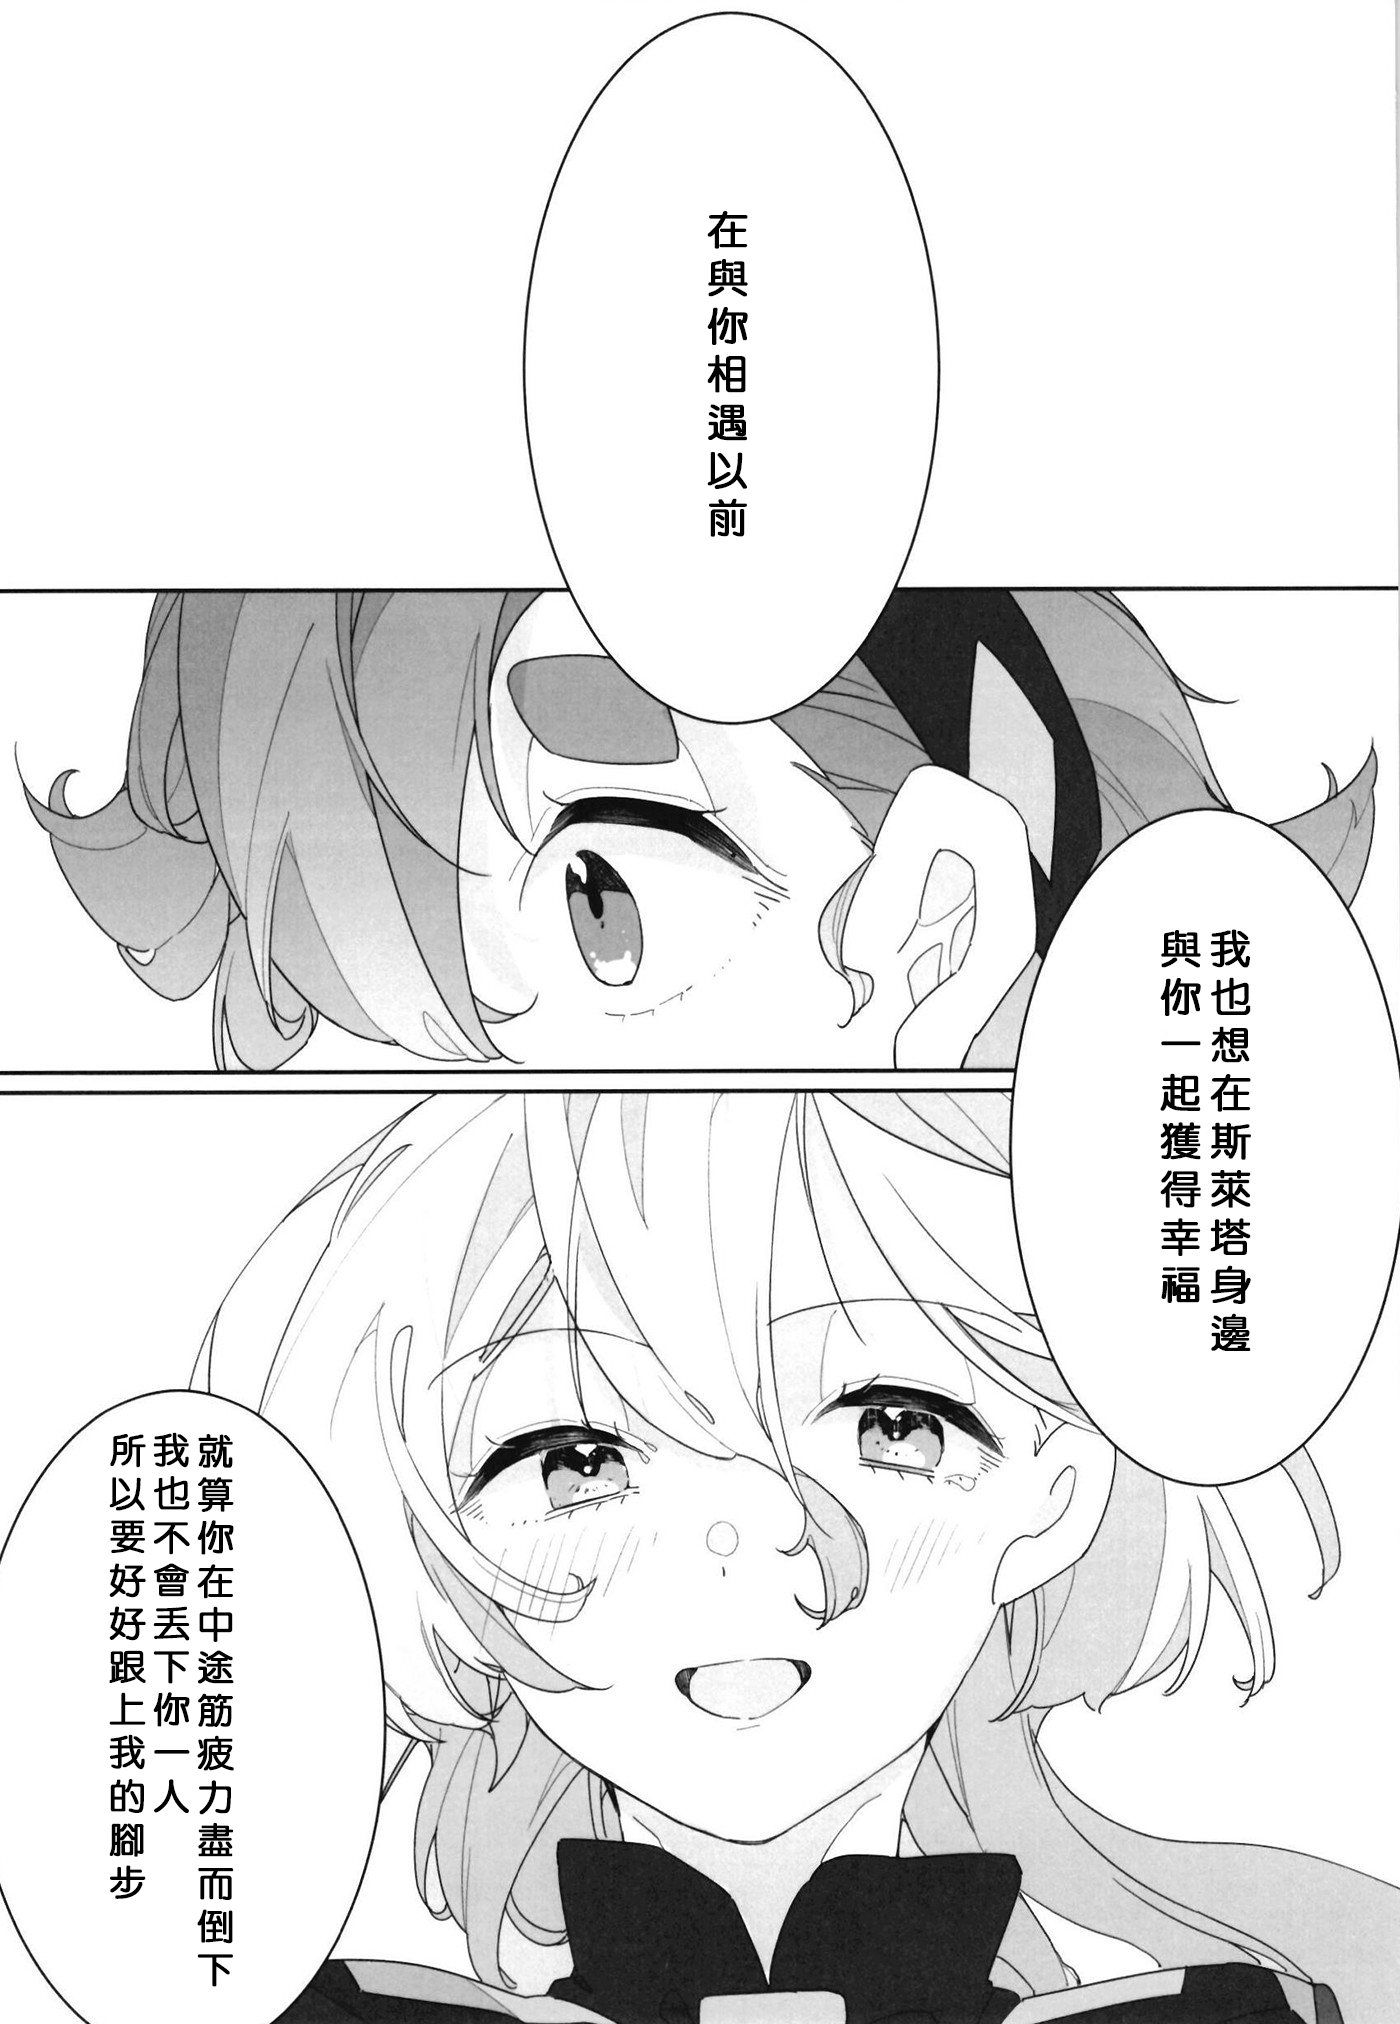 在與你相遇以前
我也想在斯萊塔身邊
與你一起獲得幸福
就算你在中途筋疲力盡而倒下
我也不會丟下你一人
所以要好好跟上我的腳步